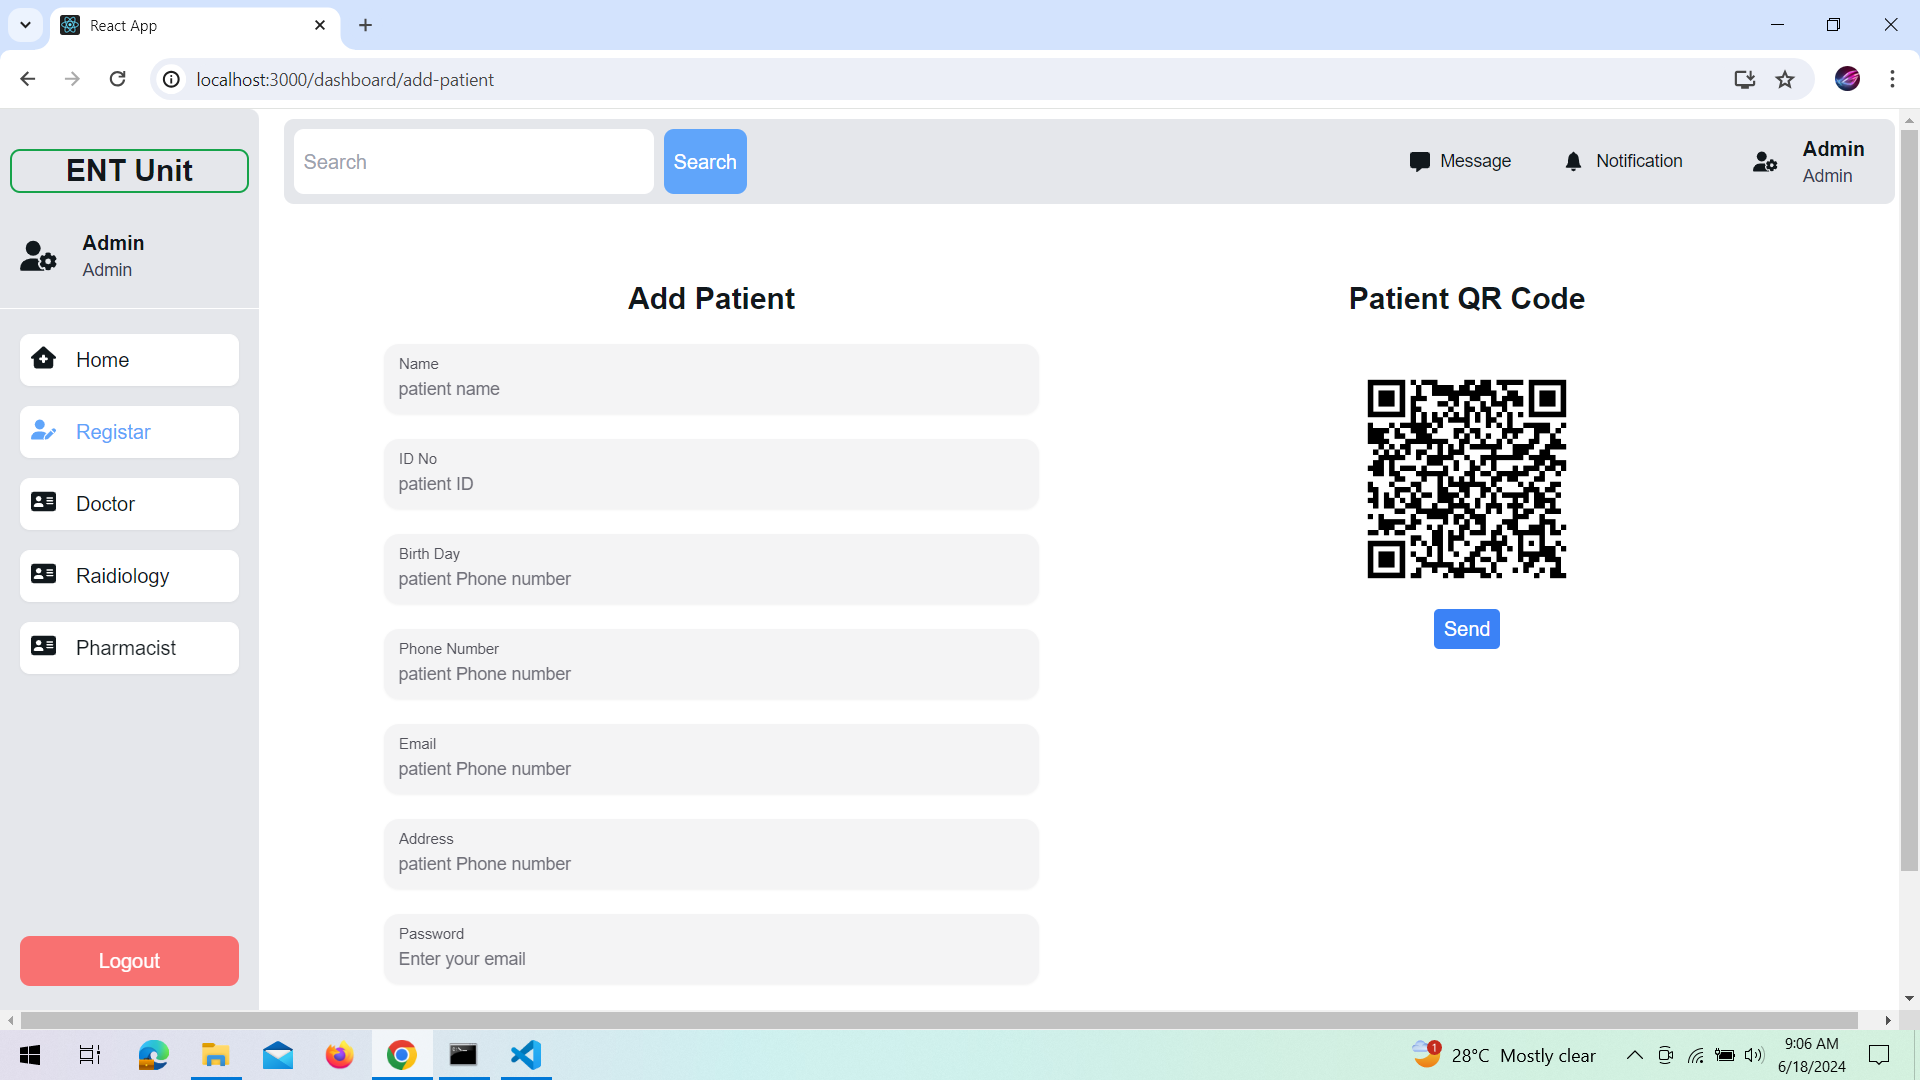 React App
localhost:3000/dashboard/add-patient
ENT Unit
Admin
Admin
Home
Registar
Doctor
Raidiology
Pharmacist
Logout
Search
Search
Message
Notification
Admin
Admin
Add Patient
Name
patient name
ID No
patient ID
Birth Day
patient Phone number
Phone Number
patient Phone number
Email
patient Phone number
Address
patient Phone number
Password
Enter your email
Patient QR Code
Send
1
28°C Mostly clear
9:06 AM
6/18/2024